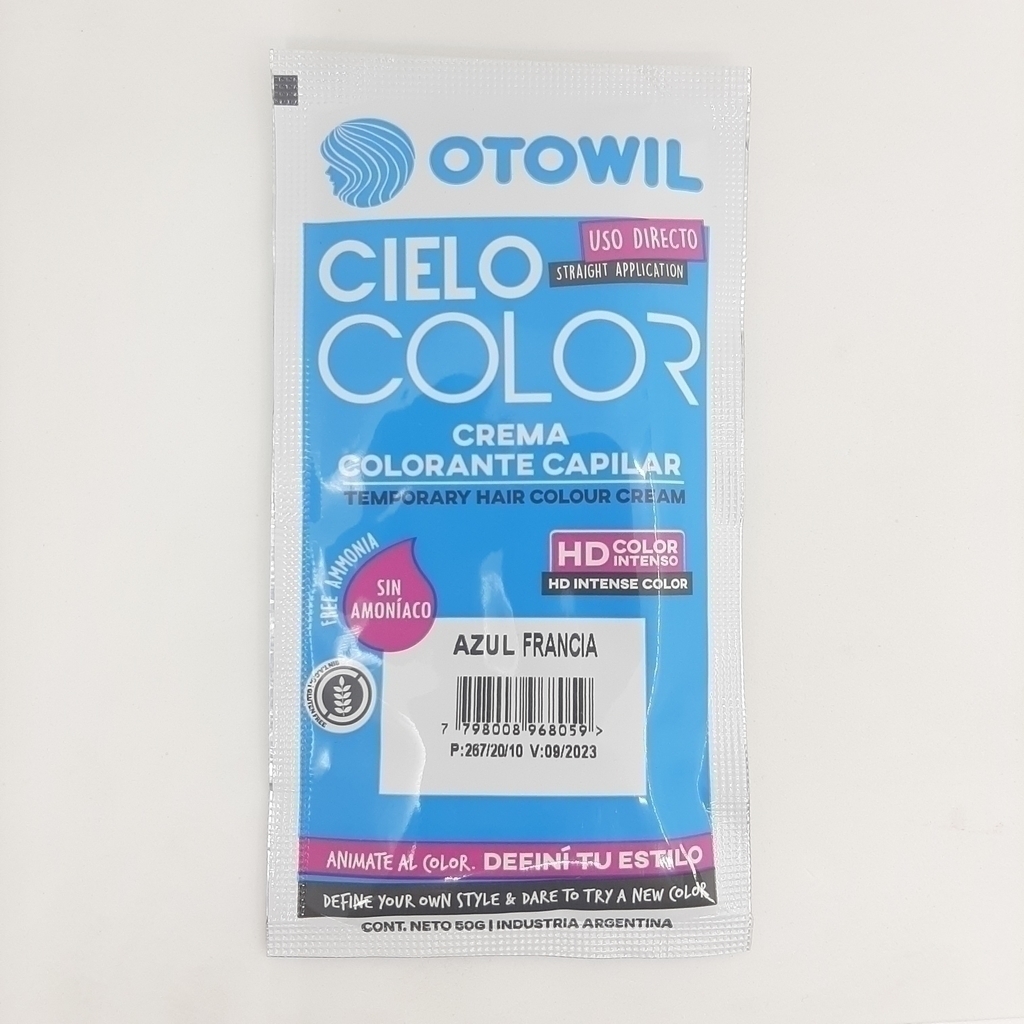 OTOWIL
USO DIRECTO
STRAIGHT APPLICATION
CIELO
COLOR
CREMA
COLORANTE CAPILAR
TEMPORARY HAIR COLOUR CREAM
HD COLOR INTENSO
HD INTENSE COLOR
FREE AMMONIA
SIN
AMONÍACO
AZUL FRANCIA
7 798008 968059 >
P:267/20/10 V:09/2023
GLUTEN FREE
ANIMATE AL COLOR. DEFINÍ TU ESTILO
DEFINE YOUR OWN STYLE & DARE TO TRY A NEW COLOR
CONT. NETO 50G | INDUSTRIA ARGENTINA